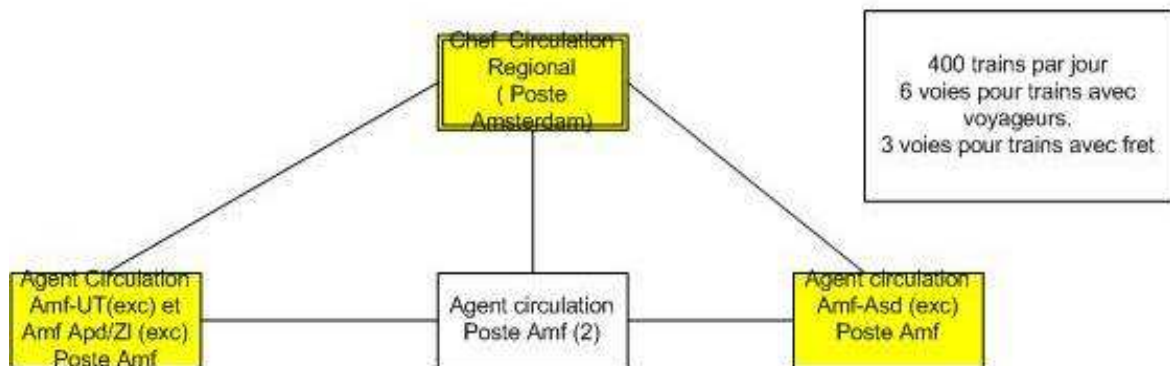 Chef Circulation
Regional
( Poste
Amsterdam)
400 trains par jour
6 voies pour trains avec
voyageurs.
3 voies pour trains avec fret
Agent Circulation
Amf-UT(exc) et
Amf Apd/Zl (exc)
Poste Amf
Agent circulation
Poste Amf (2)
Agent circulation
Amf-Asd (exc)
Poste Amf